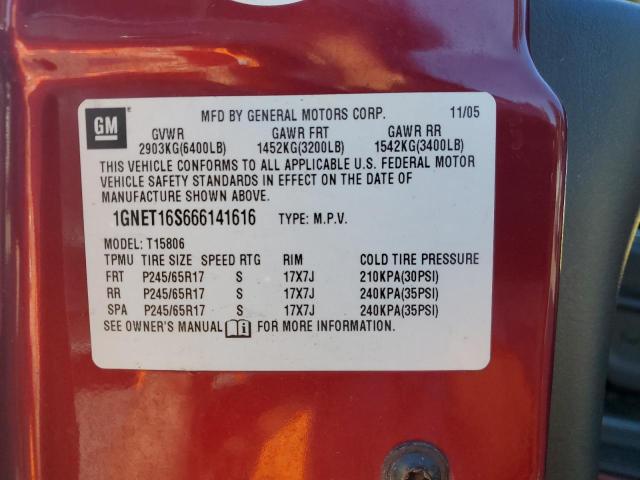 GM
MFD BY GENERAL MOTORS CORP. 11/05
GVWR GAWR FRT GAWR RR
2903KG(6400LB) 1452KG(3200LB) 1542KG(3400LB)
THIS VEHICLE CONFORMS TO ALL APPLICABLE U.S. FEDERAL MOTOR
VEHICLE SAFETY STANDARDS IN EFFECT ON THE DATE OF
MANUFACTURE SHOWN ABOVE.
1GNET16S666141616 TYPE: M.P.V.
MODEL: T15806
TPMU TIRE SIZE SPEED RTG RIM COLD TIRE PRESSURE
FRT P245/65R17 S 17X7J 210KPA(30PSI)
RR P245/65R17 S 17X7J 240KPA(35PSI)
SPA P245/65R17 S 17X7J 240KPA(35PSI)
SEE OWNER'S MANUAL i FOR MORE INFORMATION.